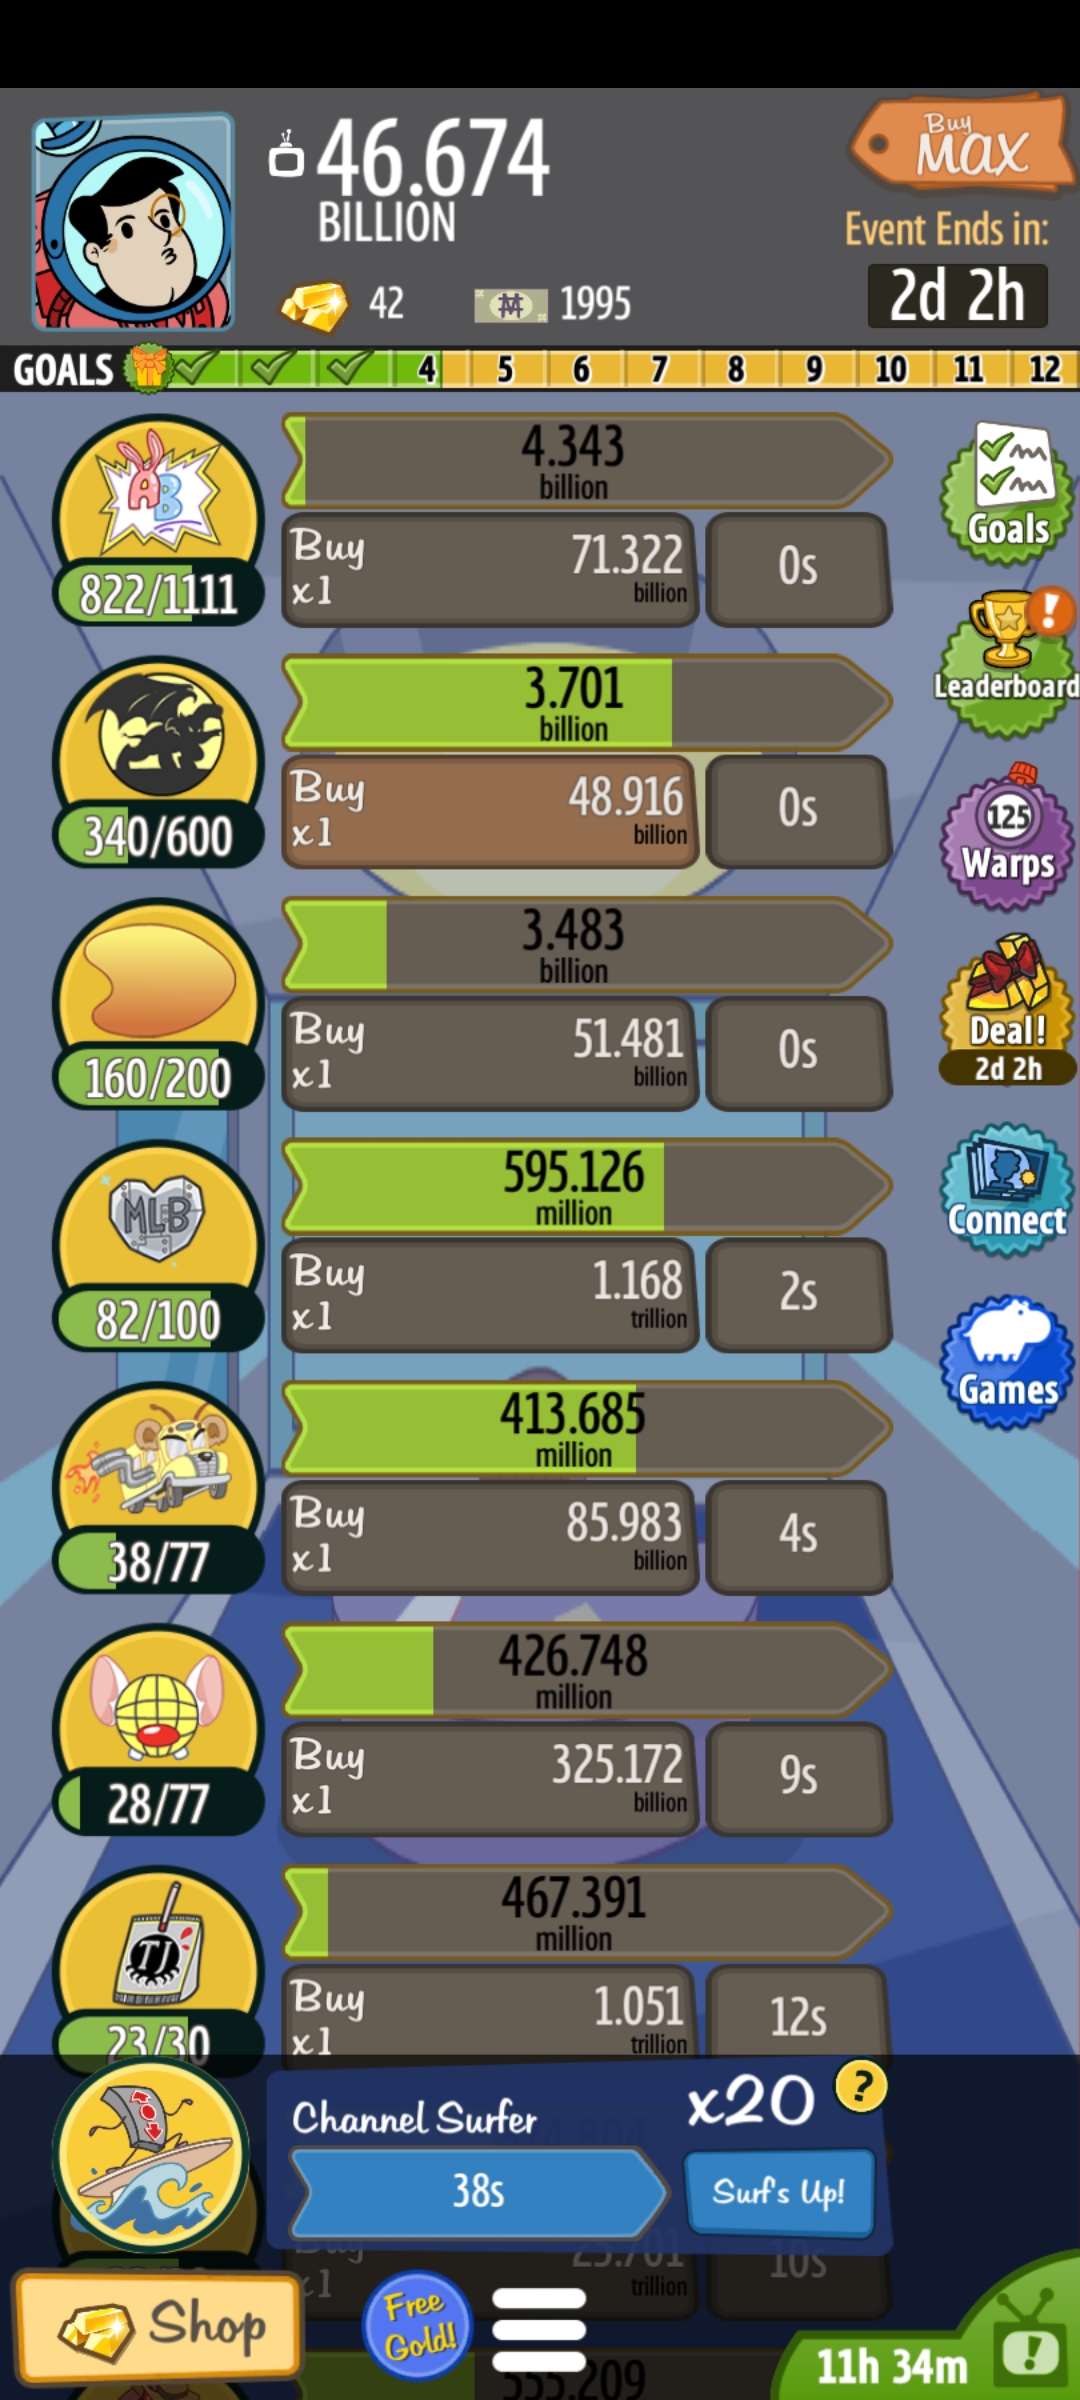 46.674
BILLION
Buy
MAX
Event Ends in:
2d 2h
42
1995
GOALS
4
5
6
7
8
9
10
11
12
AB
822/1111
4.343
billion
Buy
x1
71.322
billion
0s
Goals
340/600
3.701
billion
Buy
x1
48.916
billion
0s
!
Leaderboard
125
Warps
160/200
3.483
billion
Buy
x1
51.481
billion
0s
Deal!
2d 2h
MLB
82/100
595.126
million
Buy
x1
1.168
trillion
2s
Connect
Games
38/77
413.685
million
Buy
x1
85.983
billion
4s
28/77
426.748
million
Buy
x1
325.172
billion
9s
TJ
23/30
467.391
million
Buy
x1
1.051
trillion
12s
Channel Surfer
x20
?
38s
Surf's Up!
Buy
x1
23.701
trillion
10s
Shop
Free
Gold!
555.209
11h 34m
!